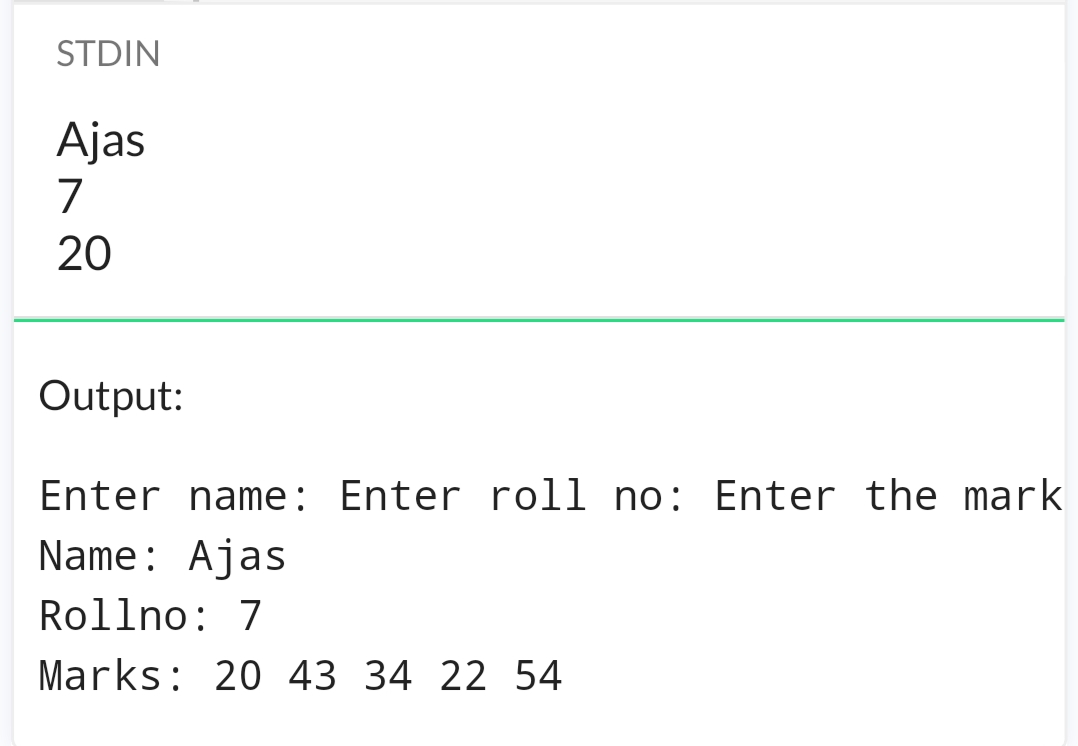 STDIN
Ajas
7
20
Output:
Enter name: Enter roll no: Enter the mark
Name: Ajas
Rollno: 7
Marks: 20 43 34 22 54